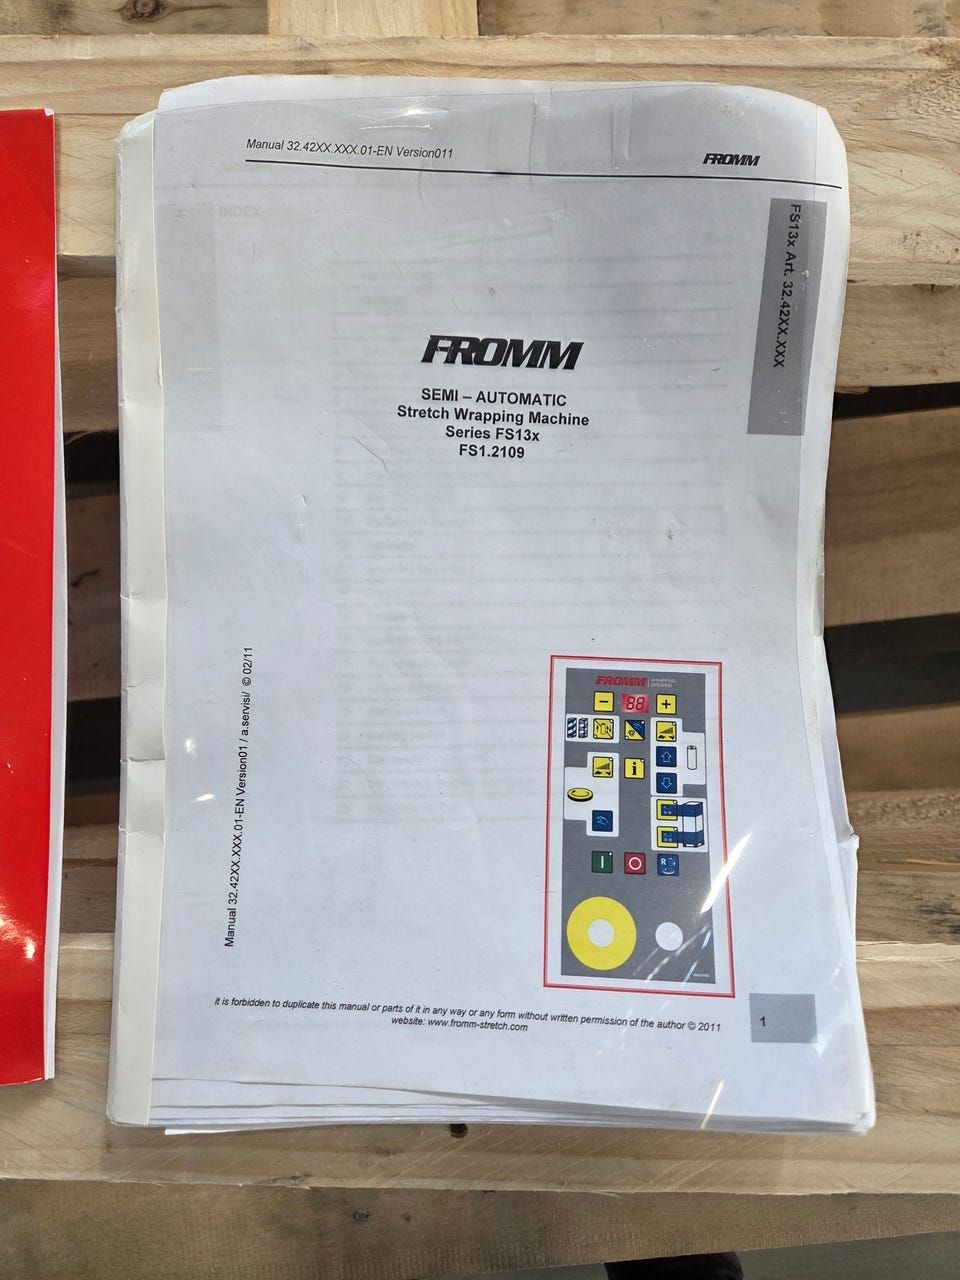 Manual 32.42XX.XXX.01-EN Version011
FROMM
FS13x Art. 32.42XX.XXX
FROMM
SEMI – AUTOMATIC
Stretch Wrapping Machine
Series FS13x
FS1.2109
Manual 32.42XX.XXX.01-EN Version01 / a.servisi/ © 02/11
FROMM WRAPPING
SYSTEMS
− 88 +
i
I O R
it is forbidden to duplicate this manual or parts of it in any way or any form without written permission of the author © 2011
website: www.fromm-stretch.com
1